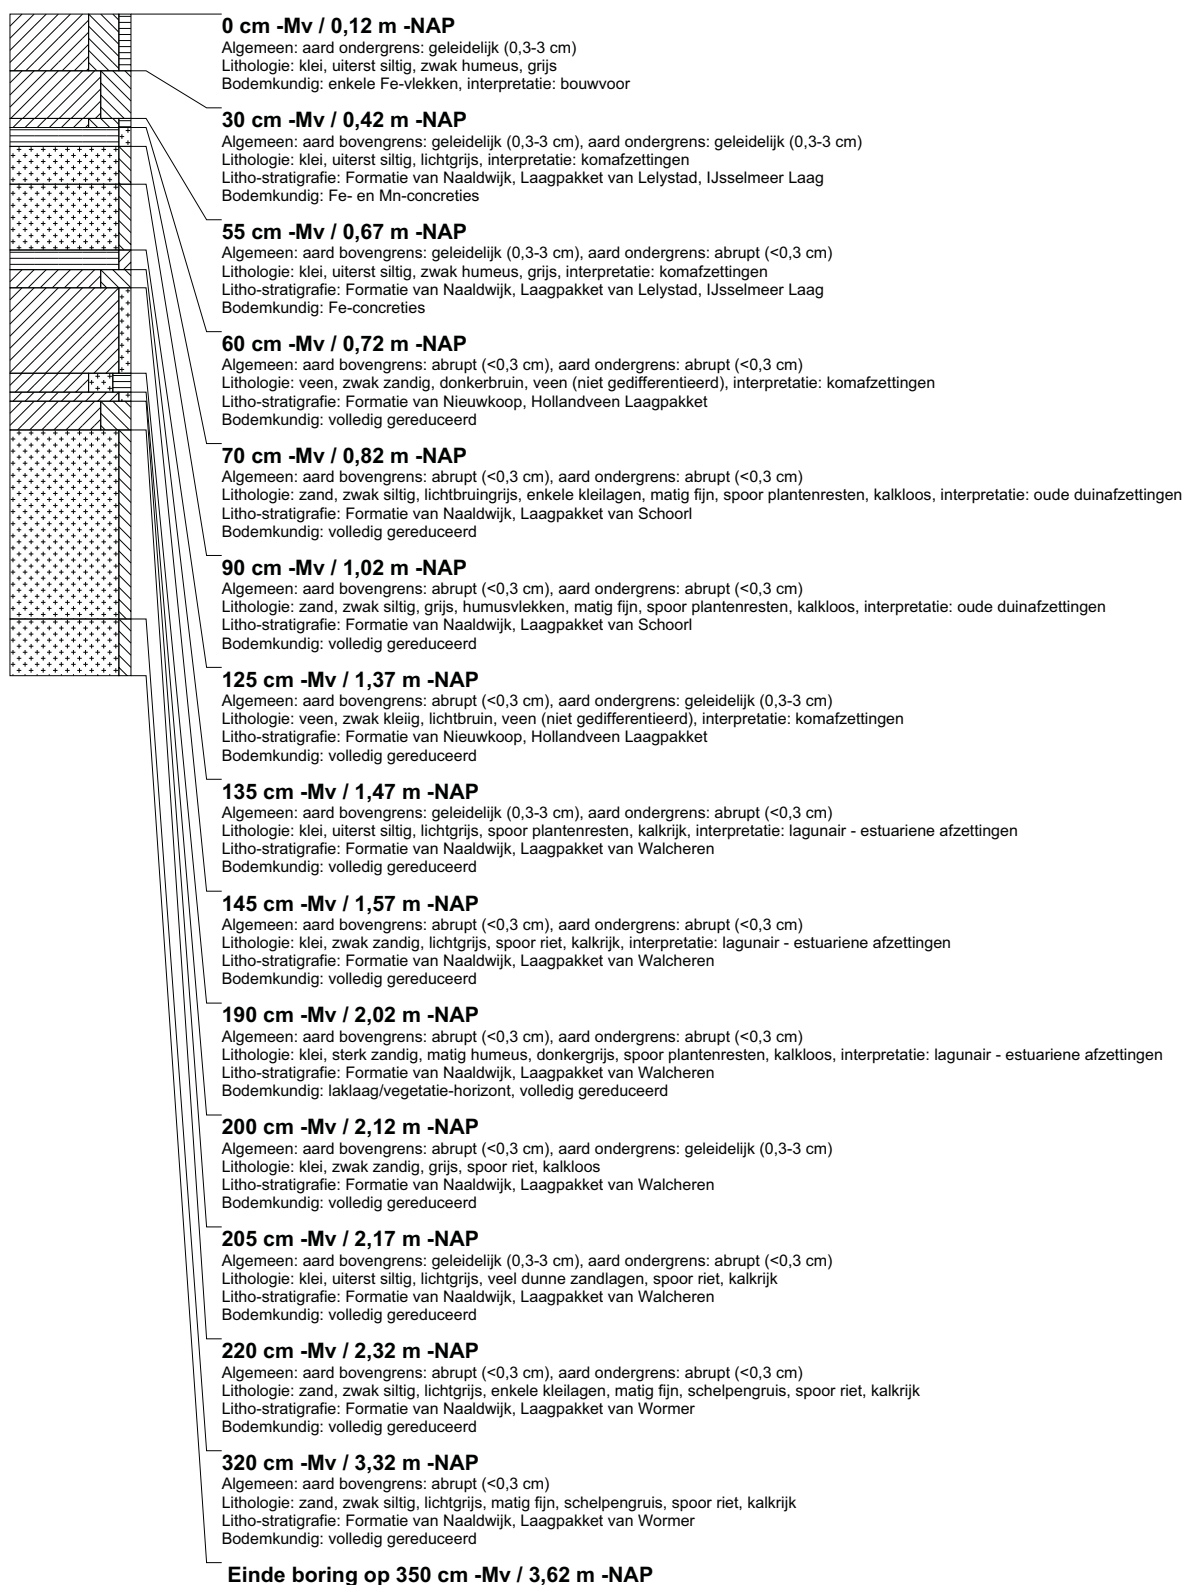 0 cm -Mv / 0,12 m -NAP
Algemeen: aard ondergrens: geleidelijk (0,3-3 cm)
Lithologie: klei, uiterst siltig, zwak humeus, grijs
Bodemkundig: enkele Fe-vlekken, interpretatie: bouwvoor
30 cm -Mv / 0,42 m -NAP
Algemeen: aard bovengrens: geleidelijk (0,3-3 cm), aard ondergrens: geleidelijk (0,3-3 cm)
Lithologie: klei, uiterst siltig, lichtgrijs, interpretatie: komafzettingen
Litho-stratigrafie: Formatie van Naaldwijk, Laagpakket van Lelystad, IJsselmeer Laag
Bodemkundig: Fe- en Mn-concreties
55 cm -Mv / 0,67 m -NAP
Algemeen: aard bovengrens: geleidelijk (0,3-3 cm), aard ondergrens: abrupt (<0,3 cm)
Lithologie: klei, uiterst siltig, zwak humeus, grijs, interpretatie: komafzettingen
Litho-stratigrafie: Formatie van Naaldwijk, Laagpakket van Lelystad, IJsselmeer Laag
Bodemkundig: Fe-concreties
60 cm -Mv / 0,72 m -NAP
Algemeen: aard bovengrens: abrupt (<0,3 cm), aard ondergrens: abrupt (<0,3 cm)
Lithologie: veen, zwak zandig, donkerbruin, veen (niet gedifferentieerd), interpretatie: komafzettingen
Litho-stratigrafie: Formatie van Nieuwkoop, Hollandveen Laagpakket
Bodemkundig: volledig gereduceerd
70 cm -Mv / 0,82 m -NAP
Algemeen: aard bovengrens: abrupt (<0,3 cm), aard ondergrens: abrupt (<0,3 cm)
Lithologie: zand, zwak siltig, lichtbruingrijs, enkele kleilagen, matig fijn, spoor plantenresten, kalkloos, interpretatie: oude duinafzettingen
Litho-stratigrafie: Formatie van Naaldwijk, Laagpakket van Schoorl
Bodemkundig: volledig gereduceerd
90 cm -Mv / 1,02 m -NAP
Algemeen: aard bovengrens: abrupt (<0,3 cm), aard ondergrens: abrupt (<0,3 cm)
Lithologie: zand, zwak siltig, grijs, humusvlekken, matig fijn, spoor plantenresten, kalkloos, interpretatie: oude duinafzettingen
Litho-stratigrafie: Formatie van Naaldwijk, Laagpakket van Schoorl
Bodemkundig: volledig gereduceerd
125 cm -Mv / 1,37 m -NAP
Algemeen: aard bovengrens: abrupt (<0,3 cm), aard ondergrens: geleidelijk (0,3-3 cm)
Lithologie: veen, zwak kleiig, lichtbruin, veen (niet gedifferentieerd), interpretatie: komafzettingen
Litho-stratigrafie: Formatie van Nieuwkoop, Hollandveen Laagpakket
Bodemkundig: volledig gereduceerd
135 cm -Mv / 1,47 m -NAP
Algemeen: aard bovengrens: geleidelijk (0,3-3 cm), aard ondergrens: abrupt (<0,3 cm)
Lithologie: klei, uiterst siltig, lichtgrijs, spoor plantenresten, kalkrijk, interpretatie: lagunair - estuariene afzettingen
Litho-stratigrafie: Formatie van Naaldwijk, Laagpakket van Walcheren
Bodemkundig: volledig gereduceerd
145 cm -Mv / 1,57 m -NAP
Algemeen: aard bovengrens: abrupt (<0,3 cm), aard ondergrens: abrupt (<0,3 cm)
Lithologie: klei, zwak zandig, lichtgrijs, spoor riet, kalkrijk, interpretatie: lagunair - estuariene afzettingen
Litho-stratigrafie: Formatie van Naaldwijk, Laagpakket van Walcheren
Bodemkundig: volledig gereduceerd
190 cm -Mv / 2,02 m -NAP
Algemeen: aard bovengrens: abrupt (<0,3 cm), aard ondergrens: abrupt (<0,3 cm)
Lithologie: klei, sterk zandig, matig humeus, donkergrijs, spoor plantenresten, kalkloos, interpretatie: lagunair - estuariene afzettingen
Litho-stratigrafie: Formatie van Naaldwijk, Laagpakket van Walcheren
Bodemkundig: laklaag/vegetatie-horizont, volledig gereduceerd
200 cm -Mv / 2,12 m -NAP
Algemeen: aard bovengrens: abrupt (<0,3 cm), aard ondergrens: geleidelijk (0,3-3 cm)
Lithologie: klei, zwak zandig, grijs, spoor riet, kalkloos
Litho-stratigrafie: Formatie van Naaldwijk, Laagpakket van Walcheren
Bodemkundig: volledig gereduceerd
205 cm -Mv / 2,17 m -NAP
Algemeen: aard bovengrens: geleidelijk (0,3-3 cm), aard ondergrens: abrupt (<0,3 cm)
Lithologie: klei, uiterst siltig, lichtgrijs, veel dunne zandlagen, spoor riet, kalkrijk
Litho-stratigrafie: Formatie van Naaldwijk, Laagpakket van Walcheren
Bodemkundig: volledig gereduceerd
220 cm -Mv / 2,32 m -NAP
Algemeen: aard bovengrens: abrupt (<0,3 cm), aard ondergrens: abrupt (<0,3 cm)
Lithologie: zand, zwak siltig, lichtgrijs, enkele kleilagen, matig fijn, schelpengruis, spoor riet, kalkrijk
Litho-stratigrafie: Formatie van Naaldwijk, Laagpakket van Wormer
Bodemkundig: volledig gereduceerd
320 cm -Mv / 3,32 m -NAP
Algemeen: aard bovengrens: abrupt (<0,3 cm)
Lithologie: zand, zwak siltig, lichtgrijs, matig fijn, schelpengruis, spoor riet, kalkrijk
Litho-stratigrafie: Formatie van Naaldwijk, Laagpakket van Wormer
Bodemkundig: volledig gereduceerd
Einde boring op 350 cm -Mv / 3,62 m -NAP